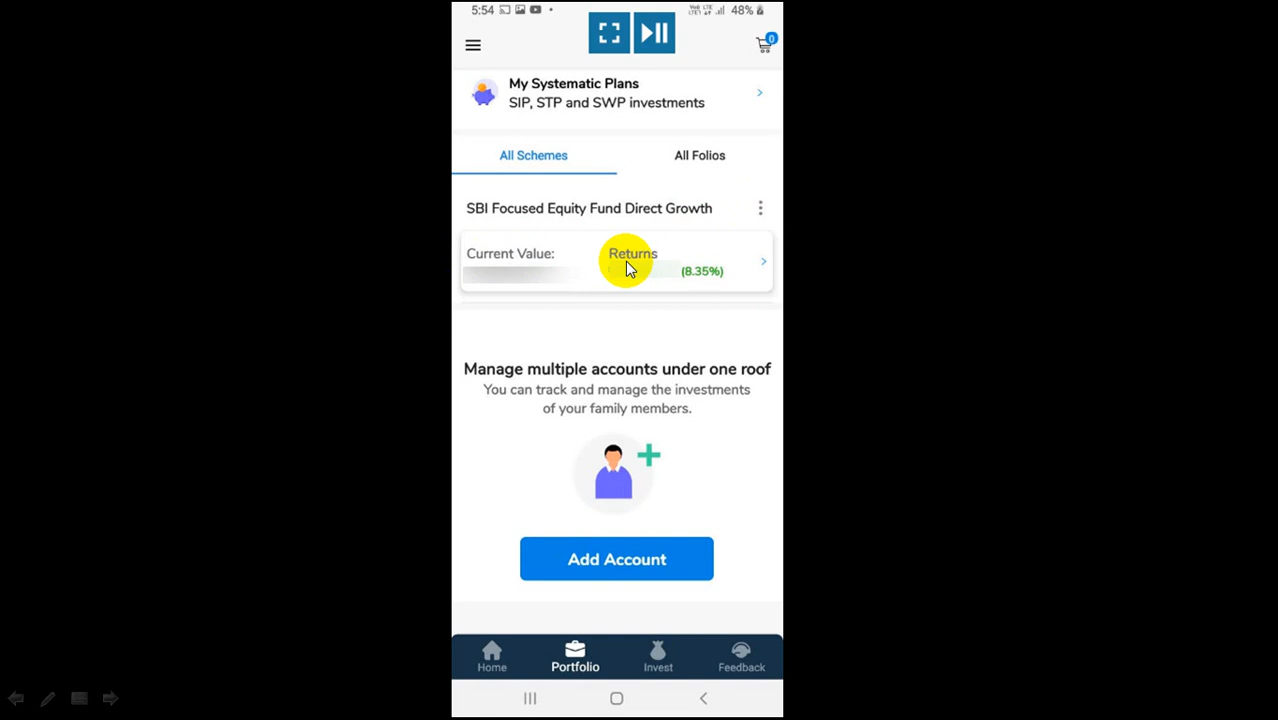 5:54
48%
0
My Systematic Plans
SIP, STP and SWP investments
All Schemes
All Folios
SBI Focused Equity Fund Direct Growth
Current Value:
Returns
(8.35%)
Manage multiple accounts under one roof
You can track and manage the investments
of your family members.
Add Account
Home
Portfolio
Invest
Feedback